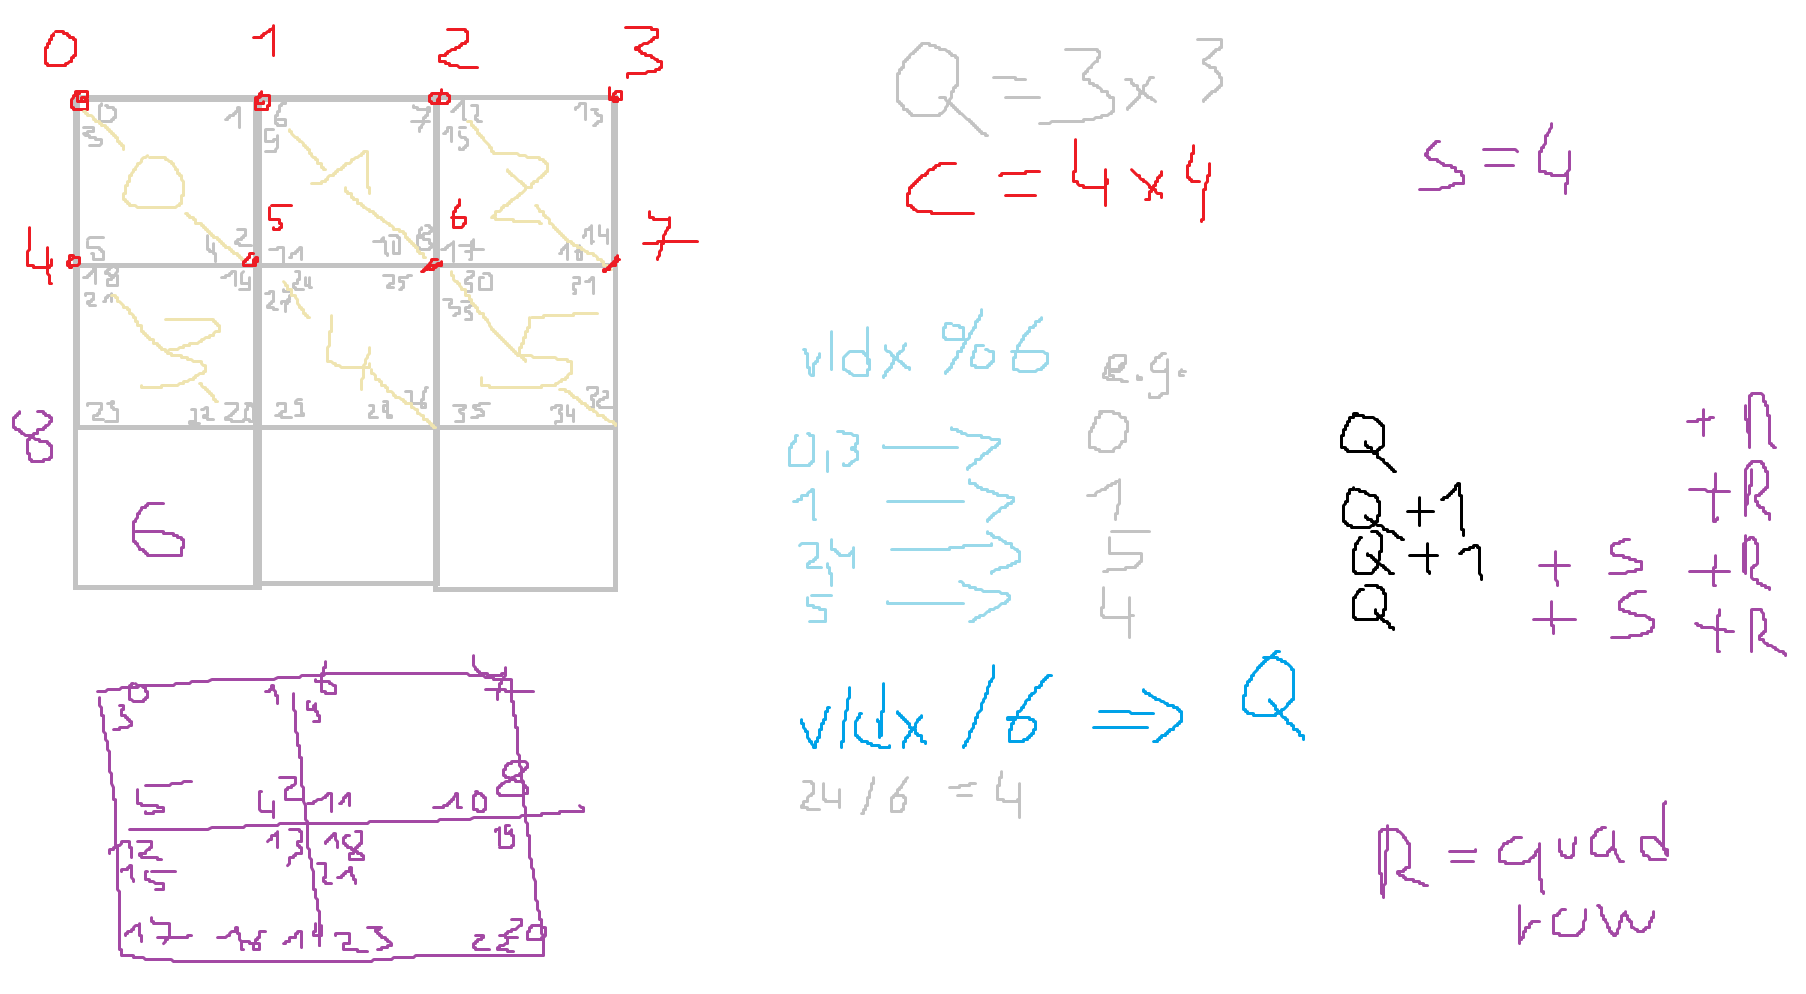 0 1 2 3
0 1 6 7 12 13
3 9 15
0 1 2
5 6 7
4 5 4 2 11 10 8 17 16 14
18 19 24 25 30 31
21 27 33
3 4 5
23 22 20 29 28 26 35 34 32
8
6
0 1 6 7
3 9
5 4 2 11 10 8
12 13 18 19
15 21
17 16 14 23 22 20
Q = 3x3
C = 4x4
S = 4
vIdx %6 e.g.
0,3 → 0 Q + R
1 → 1 Q + 1 + R
2,4 → 5 Q + 1 + S + R
5 → 4 Q + S + R
vIdx / 6 ⇒ Q
24 / 6 = 4
R = quad
row